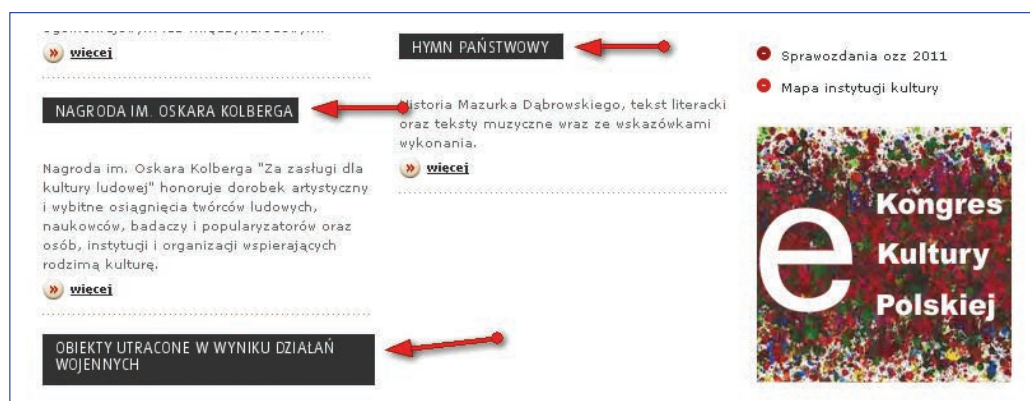 więcej
NAGRODA IM. OSKARA KOLBERGA
Nagroda im. Oskara Kolberga "Za zasługi dla
kultury ludowej" honoruje dorobek artystyczny
i wybitne osiągnięcia twórców ludowych,
naukowców, badaczy i popularyzatorów oraz
osób, instytucji i organizacji wspierających
rodzimą kulturę.
więcej
OBIEKTY UTRACONE W WYNIKU DZIAŁAŃ
WOJENNYCH
HYMN PAŃSTWOWY
Historia Mazurka Dąbrowskiego, tekst literacki
oraz teksty muzyczne wraz ze wskazówkami
wykonania.
więcej
Sprawozdania ozz 2011
Mapa instytucji kultury
e
Kongres
Kultury
Polskiej